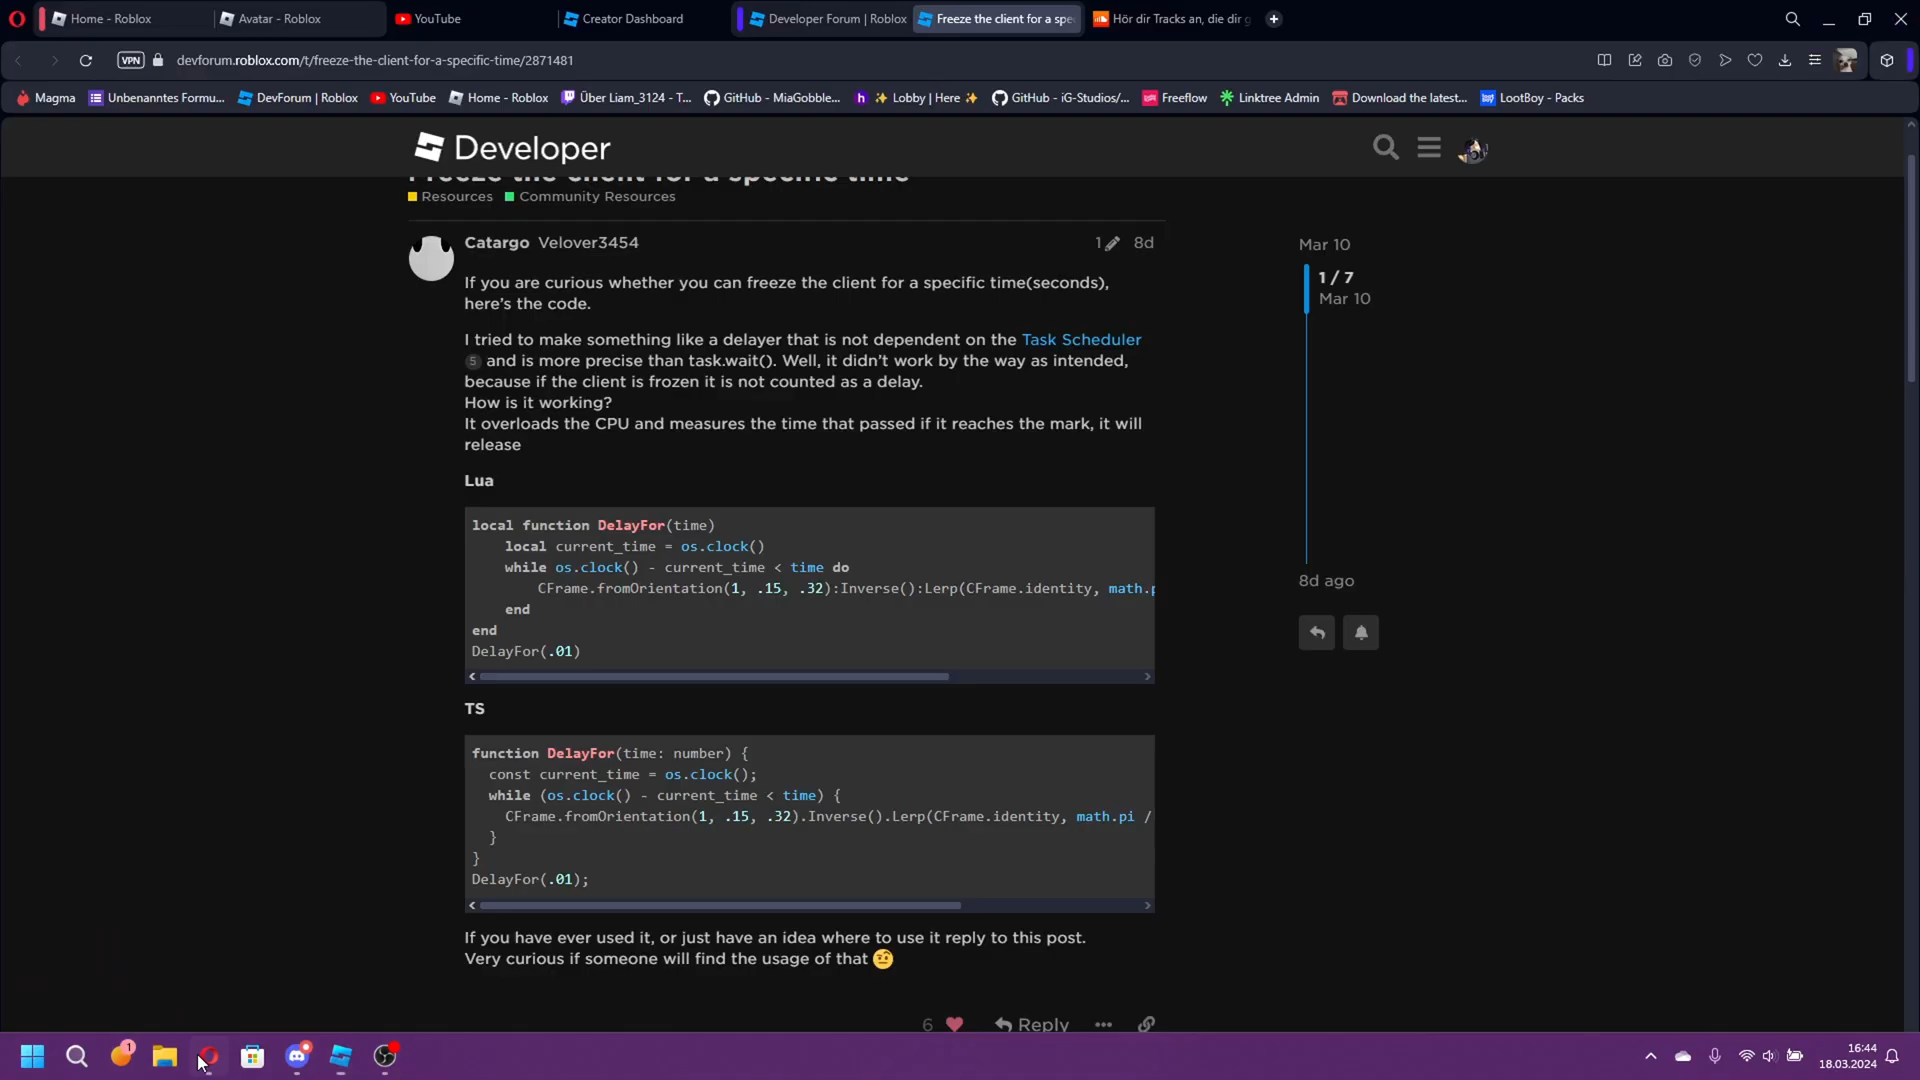 Home - Roblox
Avatar - Roblox
YouTube
Creator Dashboard
Developer Forum | Roblox
Freeze the client for a spe
Hör dir Tracks an, die dir g
VPN
devforum.roblox.com/t/freeze-the-client-for-a-specific-time/2871481
Magma
Unbenanntes Formu...
DevForum | Roblox
YouTube
Home - Roblox
Über Liam_3124 - T...
GitHub - MiaGobble...
✨ Lobby | Here ✨
GitHub - iG-Studios/...
Freeflow
Linktree Admin
Download the latest...
LootBoy - Packs
Developer
Freeze the client for a specific time
Resources
Community Resources
Catargo Velover3454
1
8d
If you are curious whether you can freeze the client for a specific time(seconds),
here's the code.
I tried to make something like a delayer that is not dependent on the Task Scheduler
5 and is more precise than task.wait(). Well, it didn't work by the way as intended,
because if the client is frozen it is not counted as a delay.
How is it working?
It overloads the CPU and measures the time that passed if it reaches the mark, it will
release
Lua
local function DelayFor(time)
local current_time = os.clock()
while os.clock() - current_time < time do
CFrame.fromOrientation(1, .15, .32):Inverse():Lerp(CFrame.identity, math.p
end
end
DelayFor(.01)
TS
function DelayFor(time: number) {
const current_time = os.clock();
while (os.clock() - current_time < time) {
CFrame.fromOrientation(1, .15, .32).Inverse().Lerp(CFrame.identity, math.pi /
}
}
DelayFor(.01);
If you have ever used it, or just have an idea where to use it reply to this post.
Very curious if someone will find the usage of that 🤨
6
Reply
Mar 10
1 / 7
Mar 10
8d ago
1
16:44
18.03.2024